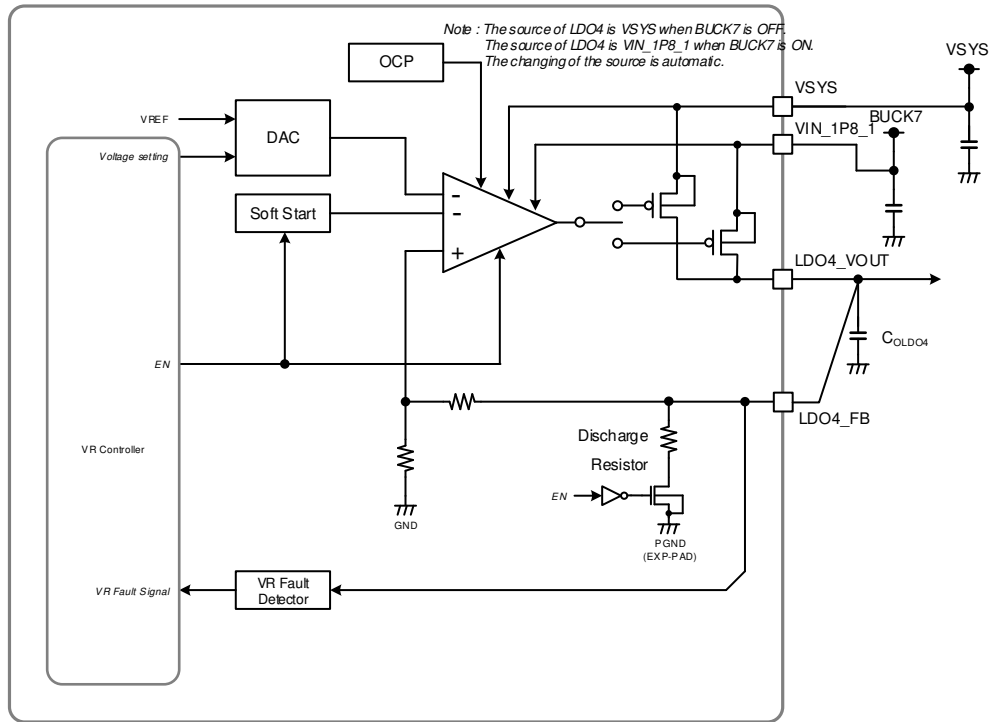 Note : The source of LDO4 is VSYS when BUCK7 is OFF.
The source of LDO4 is VIN_1P8_1 when BUCK7 is ON.
The changing of the source is automatic.
VSYS
OCP
VSYS
VREF
DAC
VIN_1P8_1
BUCK7
Voltage setting
-
Soft Start
-
+
LDO4_VOUT
COLDO4
EN
LDO4_FB
Discharge
Resistor
VR Controller
EN
GND
PGND
(EXP-PAD)
VR Fault Signal
VR Fault
Detector